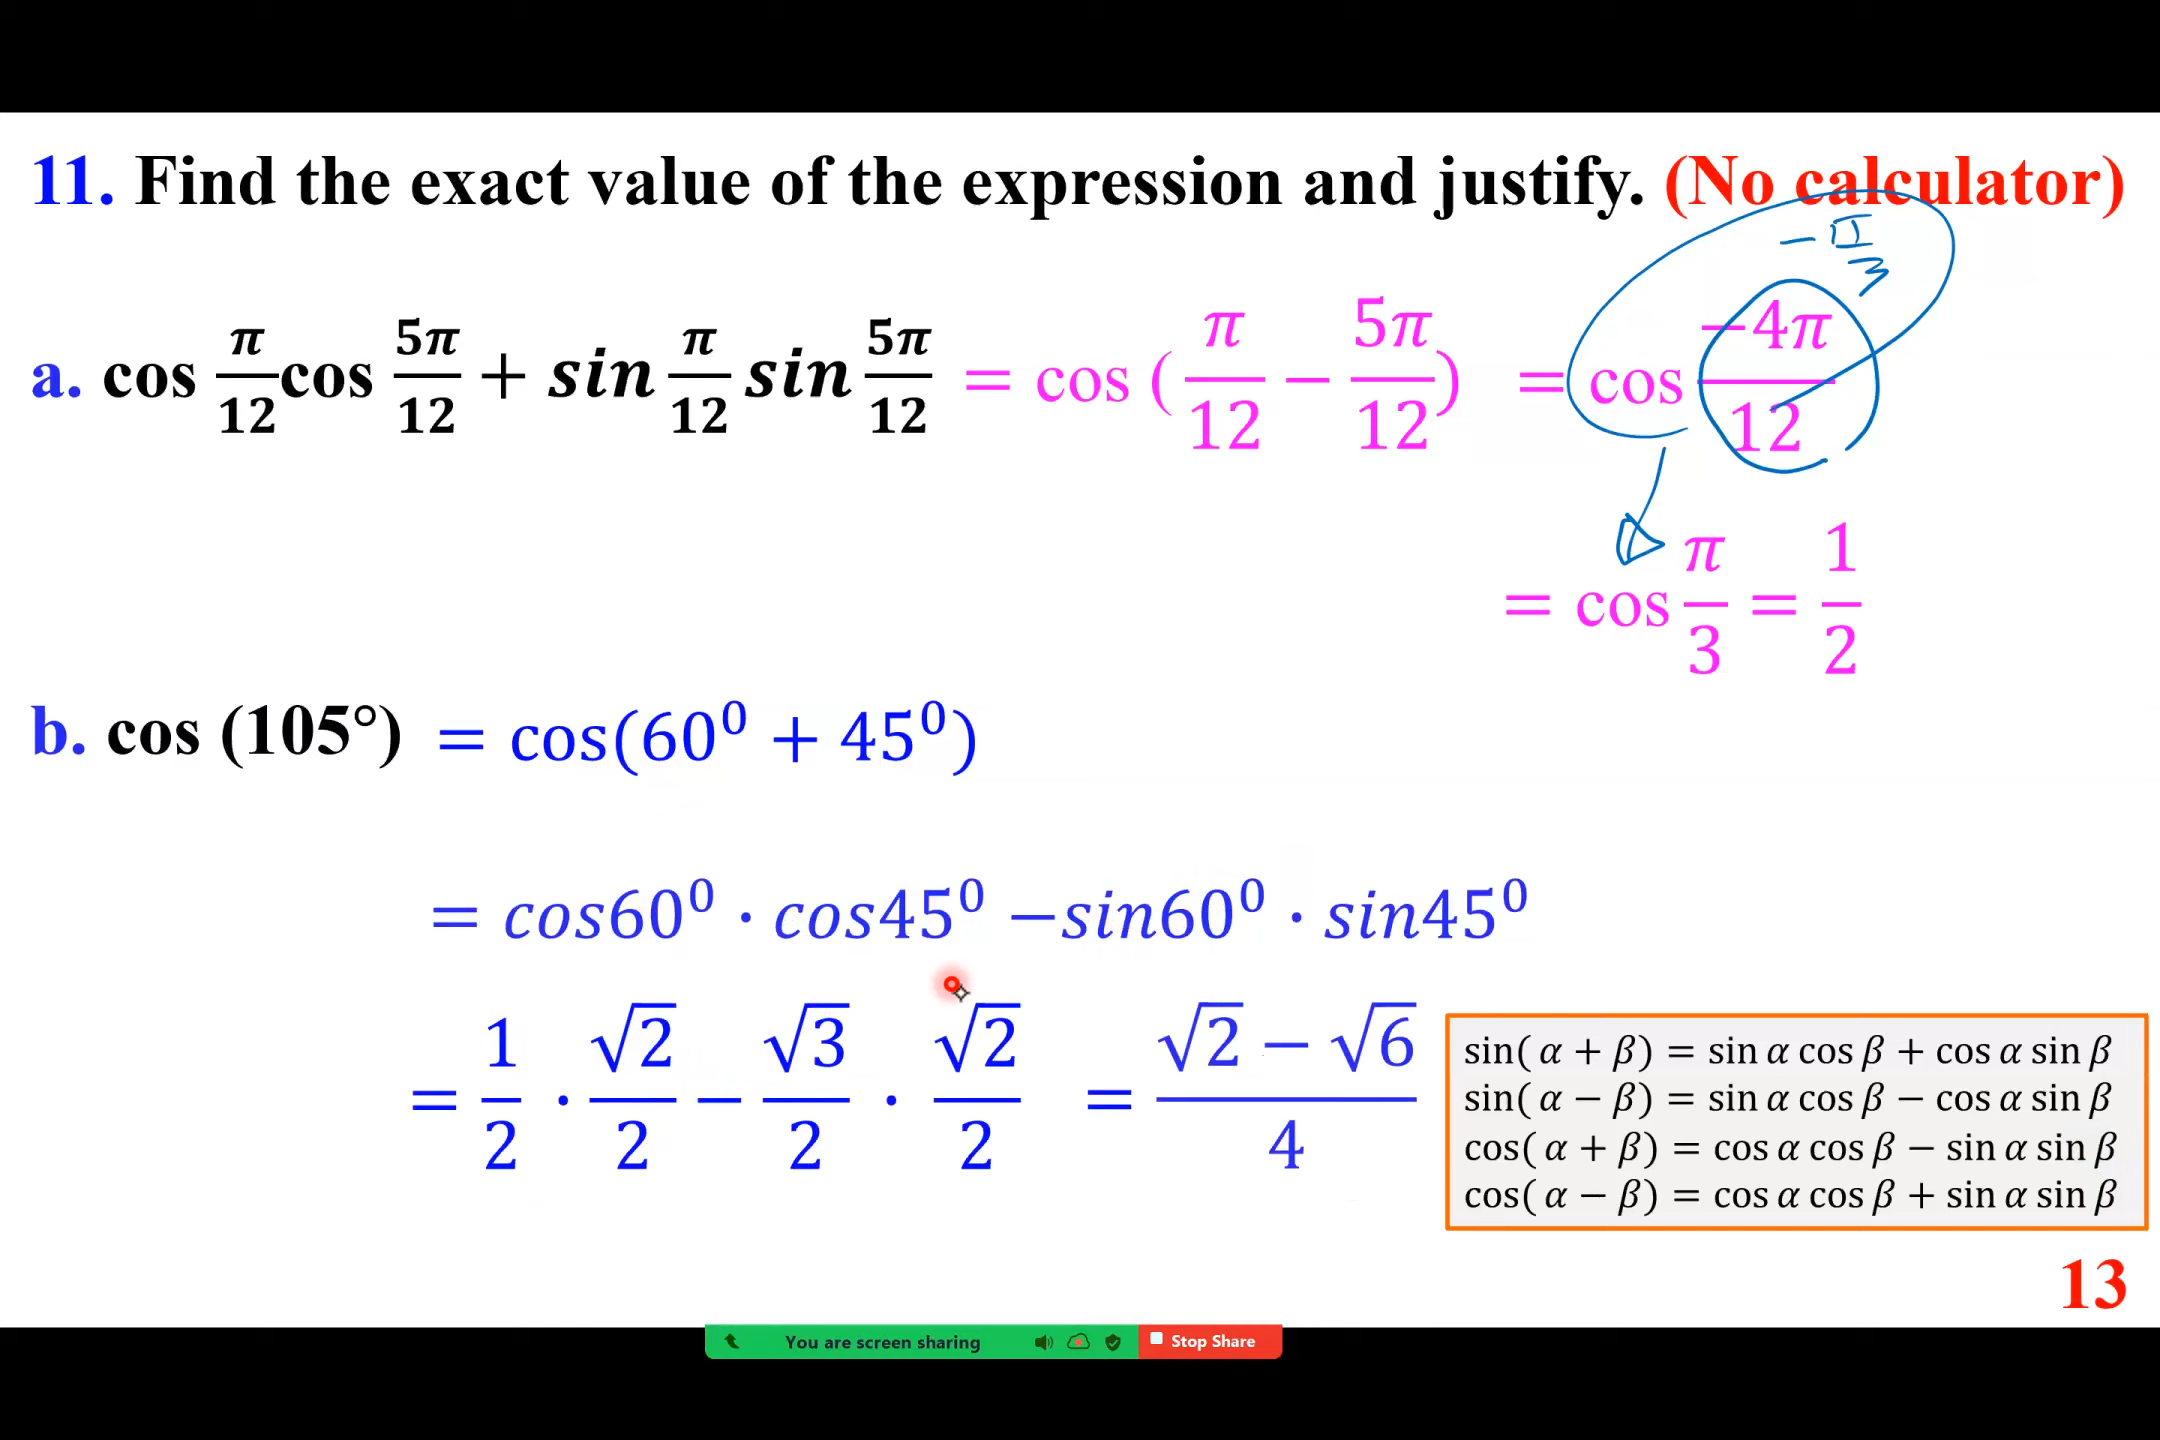 11. Find the exact value of the expression and justify. (No calculator)
-π/3
a. cos π/12 cos 5π/12 + sin π/12 sin 5π/12 = cos (π/12 − 5π/12) = cos −4π/12
= cos π/3 = 1/2
b. cos (105°) = cos(60⁰ + 45⁰)
= cos60⁰ · cos45⁰ −sin60⁰ · sin45⁰
= 1/2 · √2/2 − √3/2 · √2/2 = (√2 − √6)/4
sin( α + β) = sin α cos β + cos α sin β
sin( α − β) = sin α cos β − cos α sin β
cos( α + β) = cos α cos β − sin α sin β
cos( α − β) = cos α cos β + sin α sin β
13
You are screen sharing Stop Share